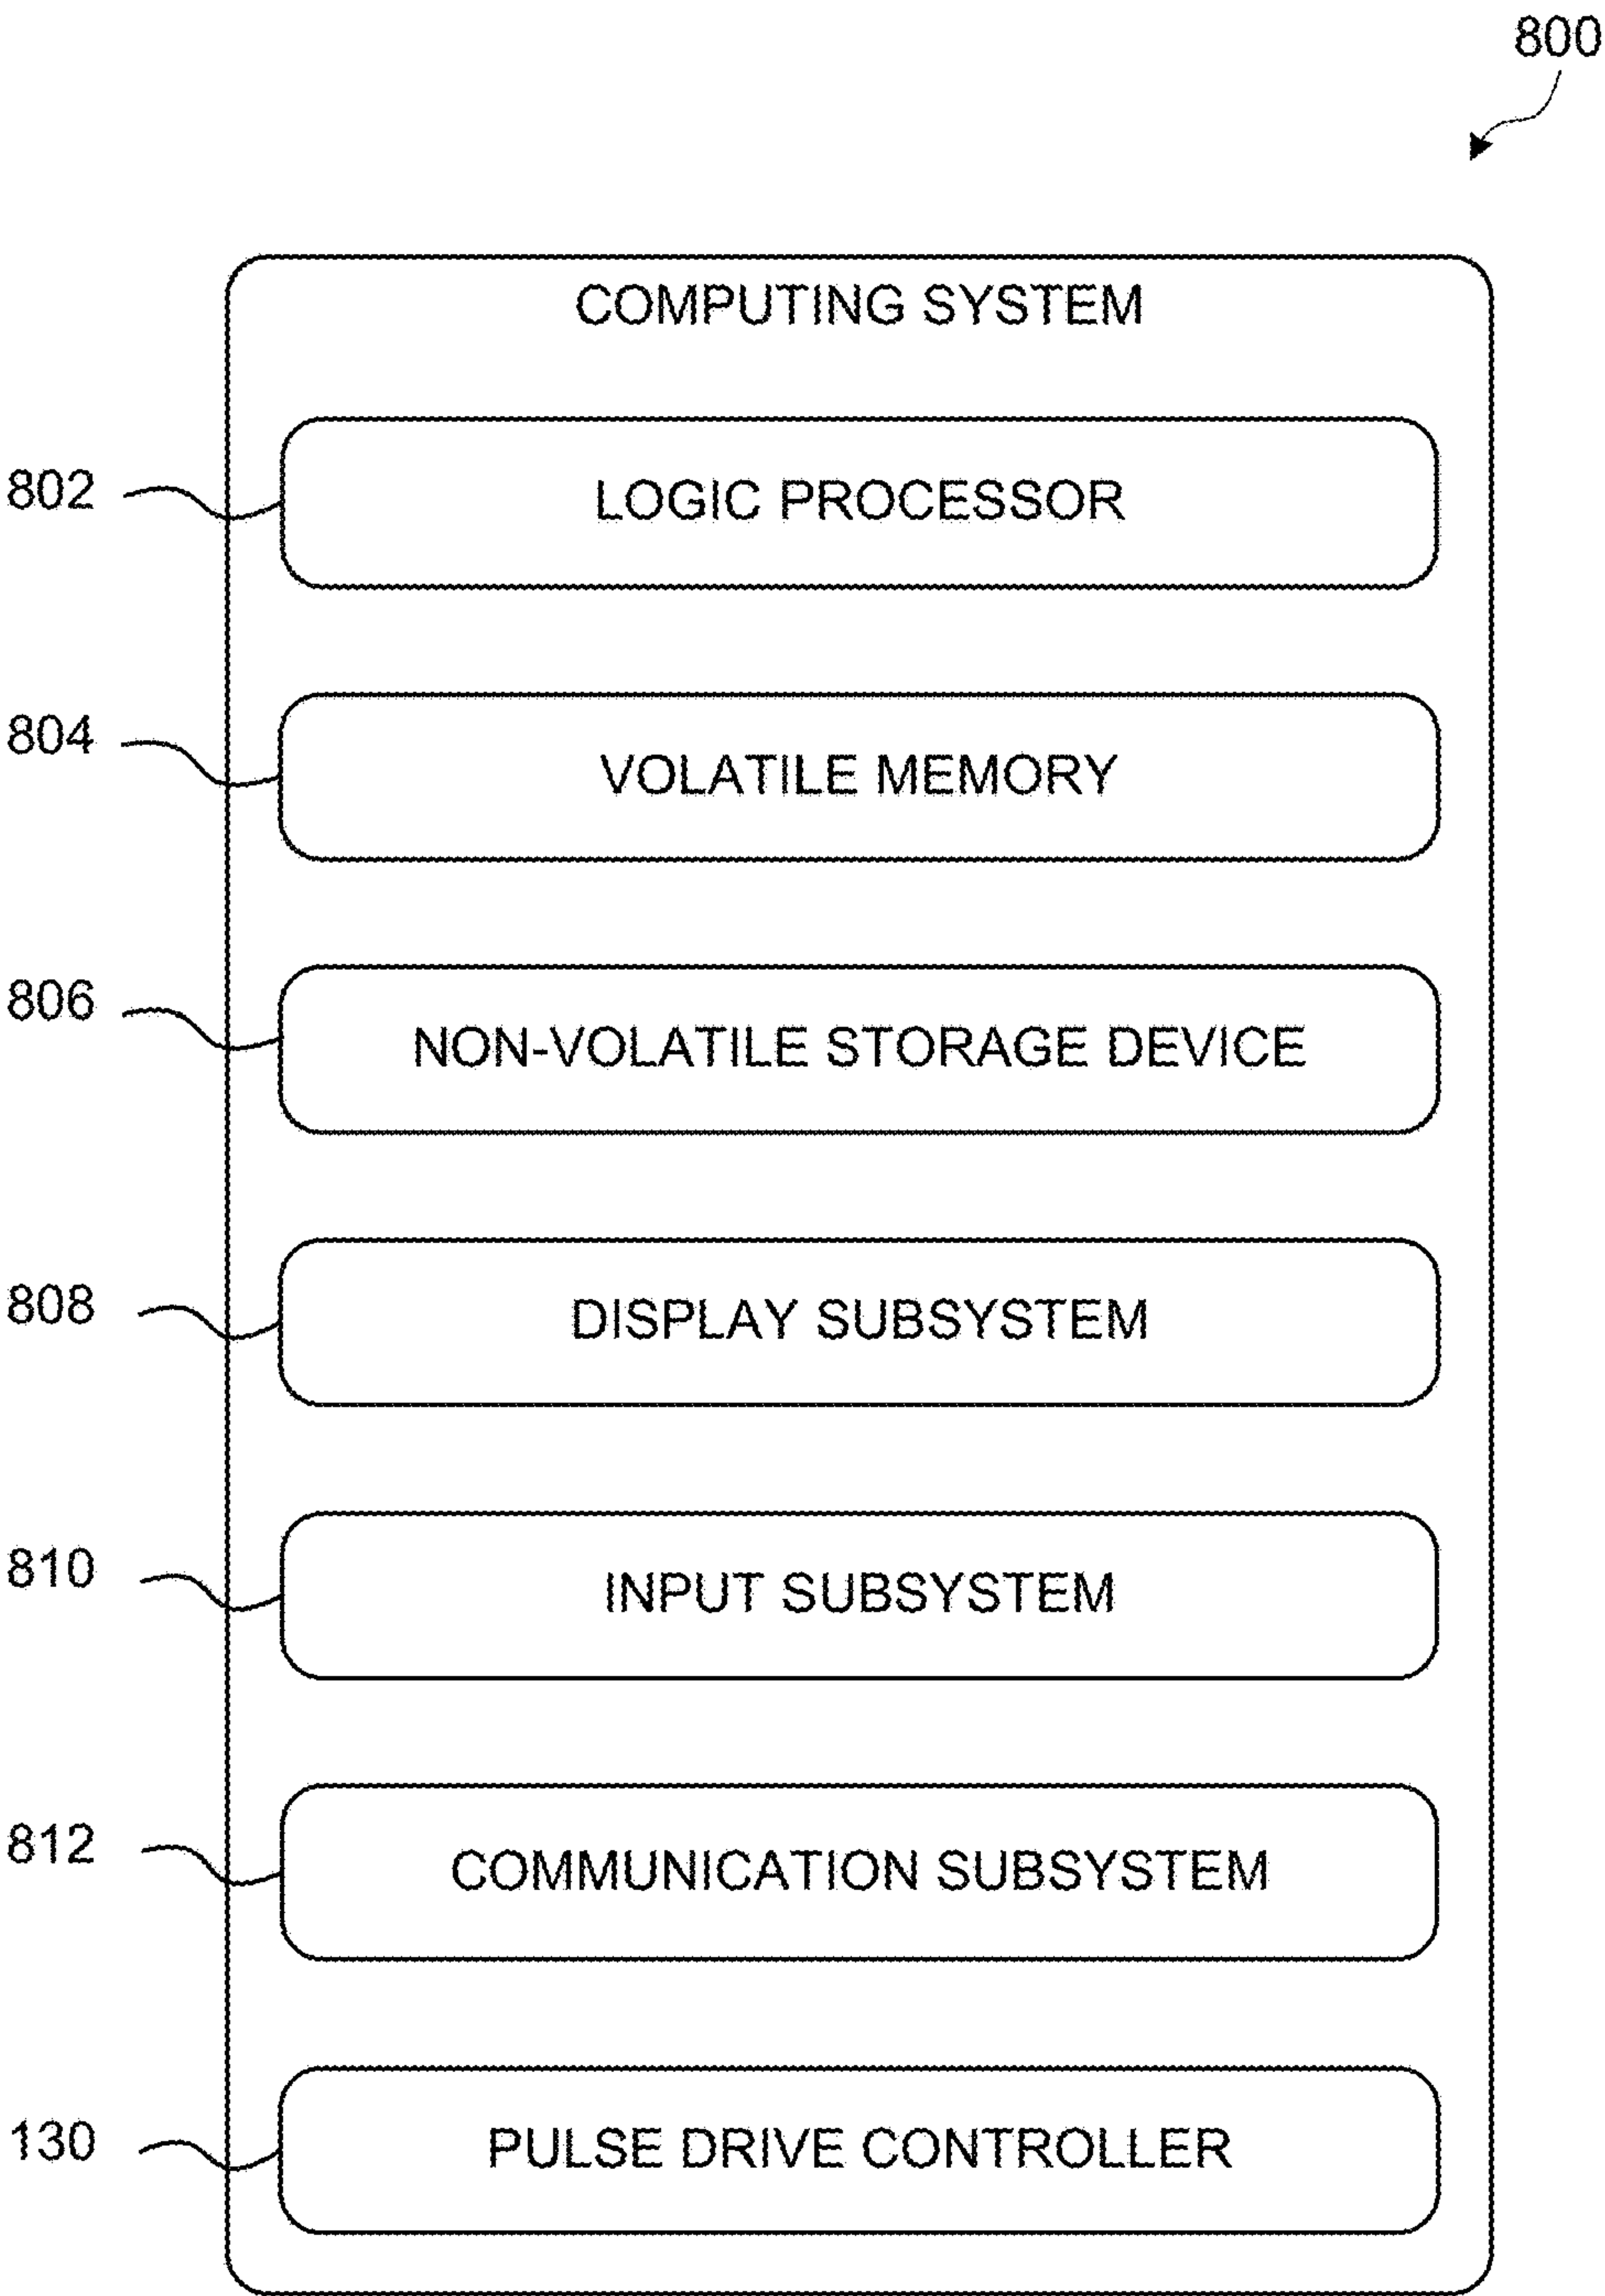 800
COMPUTING SYSTEM
802
LOGIC PROCESSOR
804
VOLATILE MEMORY
806
NON-VOLATILE STORAGE DEVICE
808
DISPLAY SUBSYSTEM
810
INPUT SUBSYSTEM
812
COMMUNICATION SUBSYSTEM
130
PULSE DRIVE CONTROLLER